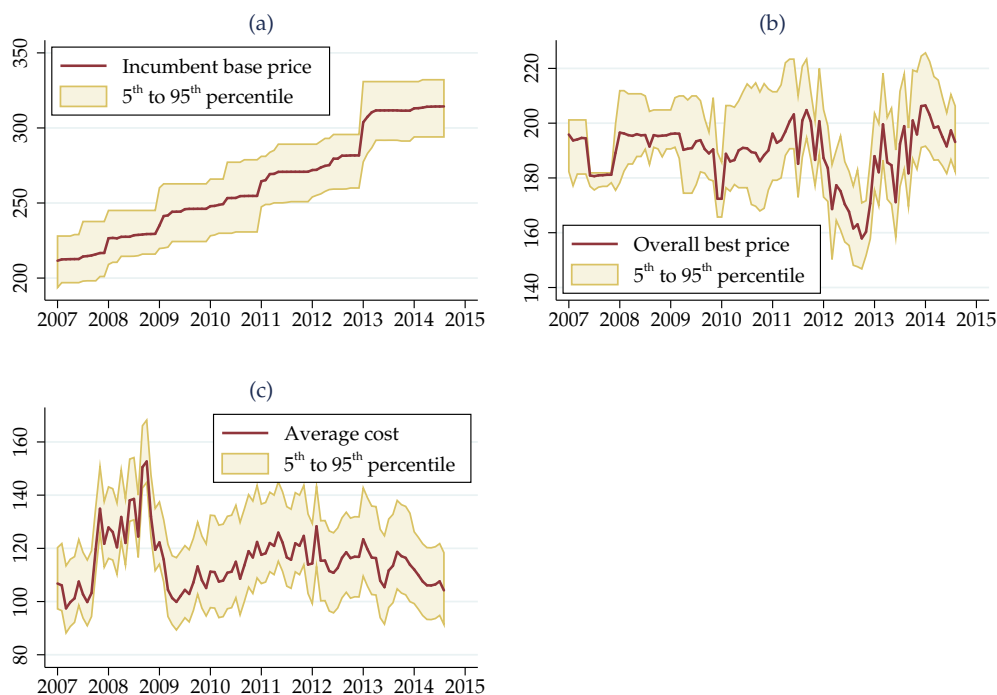 (a)
350
300
250
200
Incumbent base price
5th to 95th percentile
2007 2008 2009 2010 2011 2012 2013 2014 2015
(b)
220
200
180
160
140
Overall best price
5th to 95th percentile
2007 2008 2009 2010 2011 2012 2013 2014 2015
(c)
160
140
120
100
80
Average cost
5th to 95th percentile
2007 2008 2009 2010 2011 2012 2013 2014 2015